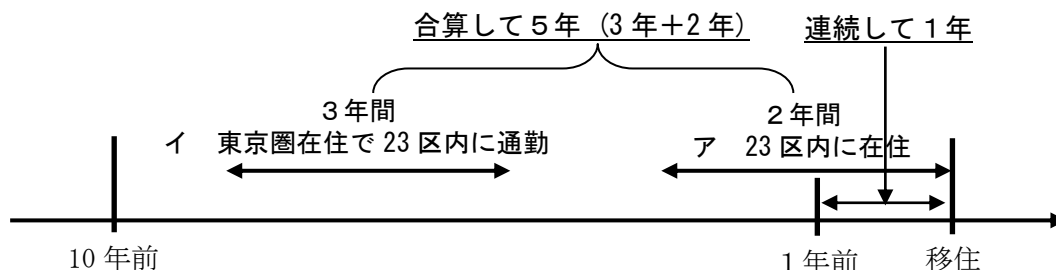 合算して５年（3 年＋2 年）
連続して１年
３年間
２年間
イ　東京圏在住で 23 区内に通勤
ア　23 区内に在住
10 年前
１年前
移住